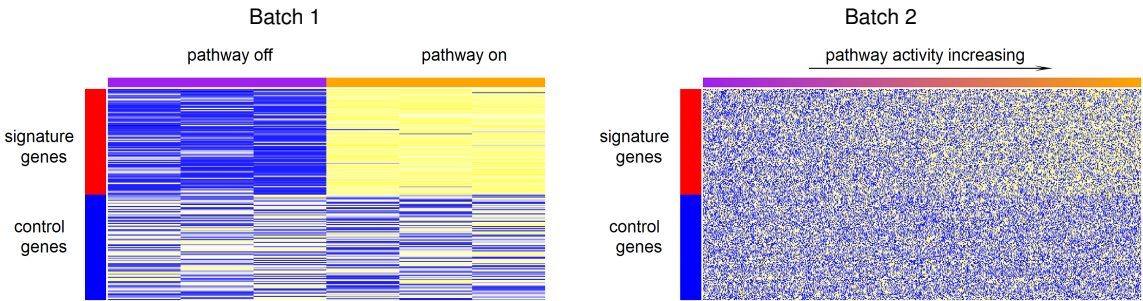 Batch 1
pathway off
pathway on
signature
genes
control
genes
Batch 2
pathway activity increasing
signature
genes
control
genes